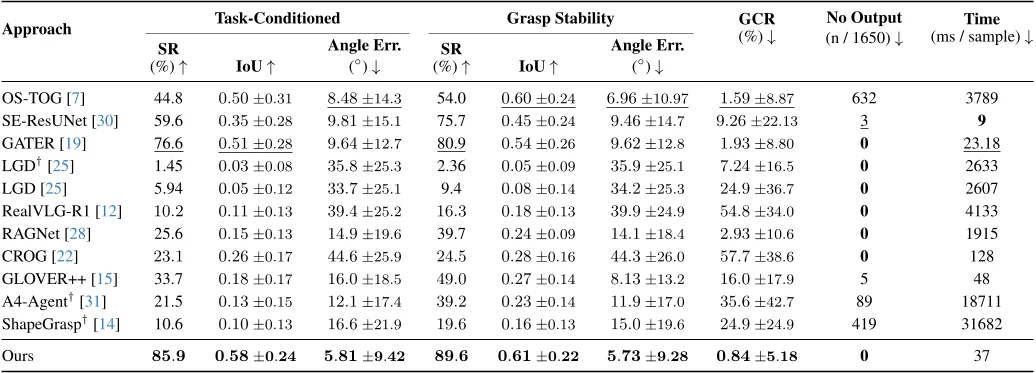 Approach Task-Conditioned Grasp Stability GCR (%) ↓ No Output (n / 1650) ↓ Time (ms / sample) ↓
SR (%) ↑ IoU ↑ Angle Err. (°) ↓ SR (%) ↑ IoU ↑ Angle Err. (°) ↓
OS-TOG [7] 44.8 0.50 ±0.31 8.48 ±14.3 54.0 0.60 ±0.24 6.96 ±10.97 1.59 ±8.87 632 3789
SE-ResUNet [30] 59.6 0.35 ±0.28 9.81 ±15.1 75.7 0.45 ±0.24 9.46 ±14.7 9.26 ±22.13 3 9
GATER [19] 76.6 0.51 ±0.28 9.64 ±12.7 80.9 0.54 ±0.26 9.62 ±12.8 1.93 ±8.80 0 23.18
LGD† [25] 1.45 0.03 ±0.08 35.8 ±25.3 2.36 0.05 ±0.09 35.9 ±25.1 7.24 ±16.5 0 2633
LGD [25] 5.94 0.05 ±0.12 33.7 ±25.1 9.4 0.08 ±0.14 34.2 ±25.3 24.9 ±36.7 0 2607
RealVLG-R1 [12] 10.2 0.11 ±0.13 39.4 ±25.2 16.3 0.18 ±0.13 39.9 ±24.9 54.8 ±34.0 0 4133
RAGNet [28] 25.6 0.15 ±0.13 14.9 ±19.6 39.7 0.24 ±0.09 14.1 ±18.4 2.93 ±10.6 0 1915
CROG [22] 23.1 0.26 ±0.17 44.6 ±25.9 24.5 0.28 ±0.16 44.3 ±26.0 57.7 ±38.6 0 128
GLOVER++ [15] 33.7 0.18 ±0.17 16.0 ±18.5 49.0 0.27 ±0.14 8.13 ±13.2 16.0 ±17.9 5 48
A4-Agent† [31] 21.5 0.13 ±0.15 12.1 ±17.4 39.2 0.23 ±0.14 11.9 ±17.0 35.6 ±42.7 89 18711
ShapeGrasp† [14] 10.6 0.10 ±0.13 16.6 ±21.9 19.6 0.16 ±0.13 15.0 ±19.6 24.9 ±24.9 419 31682
Ours 85.9 0.58 ±0.24 5.81 ±9.42 89.6 0.61 ±0.22 5.73 ±9.28 0.84 ±5.18 0 37